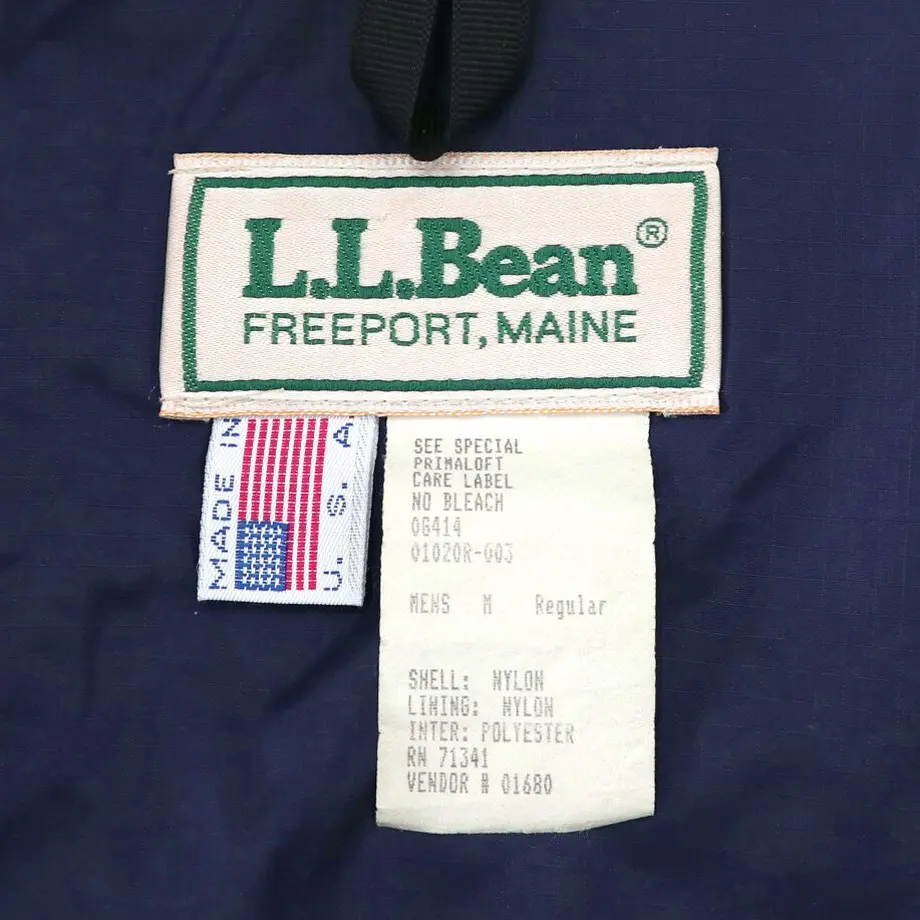 L.L.Bean®
FREEPORT, MAINE
MADE IN
U. S. A.
SEE SPECIAL
PRIMALOFT
CARE LABEL
NO BLEACH
0G414
01020R-003
MENS M Regular
SHELL: NYLON
LINING: NYLON
INTER: POLYESTER
RN 71341
VENDOR # 01680